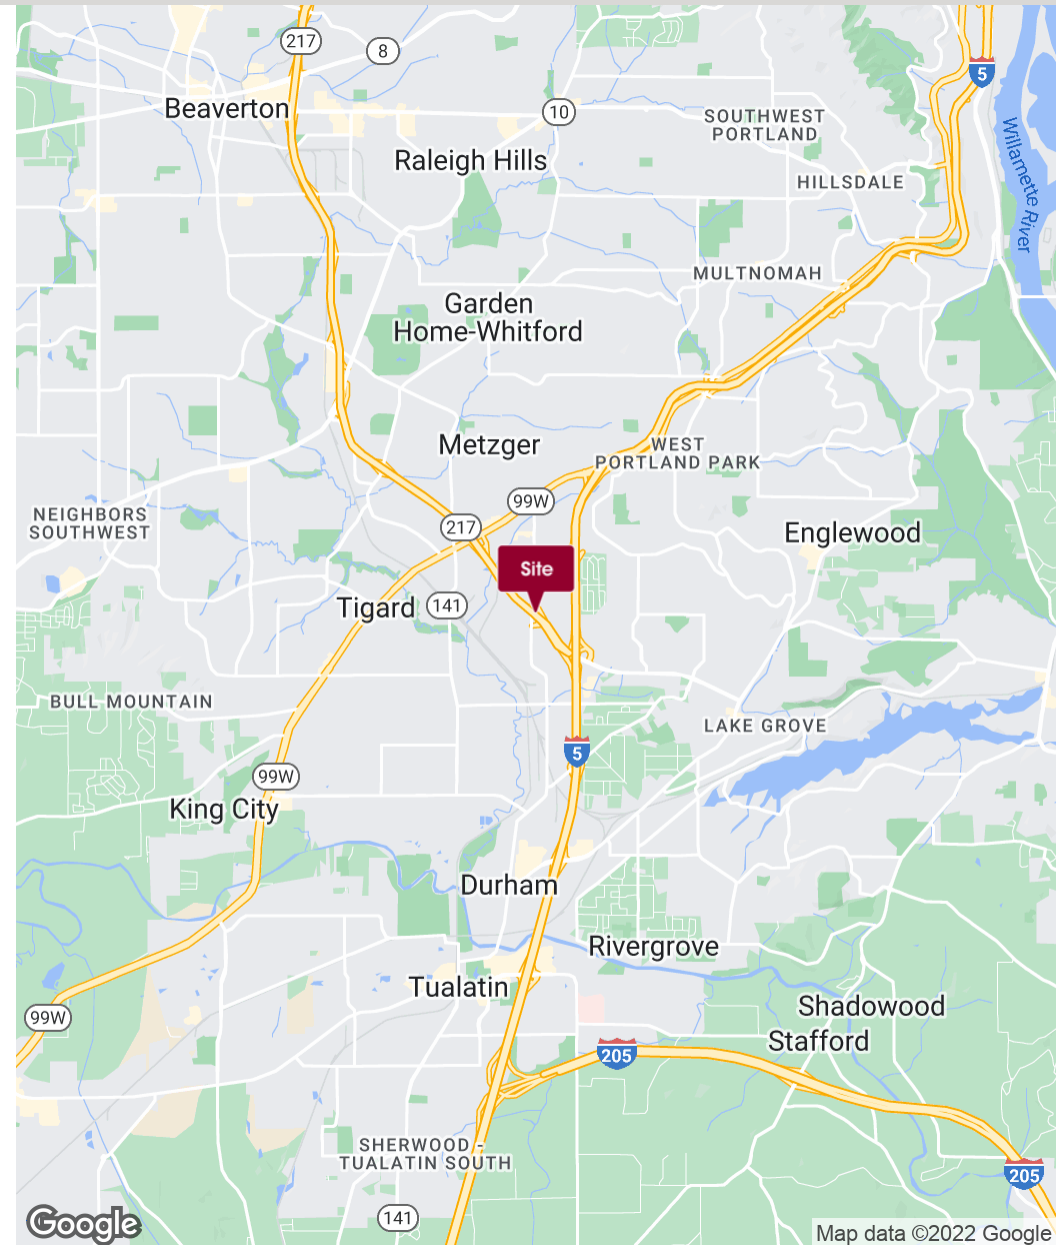 217
8
5
Beaverton
10
SOUTHWEST
PORTLAND
Willamette River
Raleigh Hills
HILLSDALE
MULTNOMAH
Garden
Home-Whitford
Metzger
WEST
PORTLAND PARK
99W
NEIGHBORS
SOUTHWEST
217
Englewood
Site
Tigard
141
BULL MOUNTAIN
LAKE GROVE
5
99W
King City
Durham
Rivergrove
Tualatin
Shadowood
99W
Stafford
205
SHERWOOD -
TUALATIN SOUTH
205
141
Google
Map data ©2022 Google